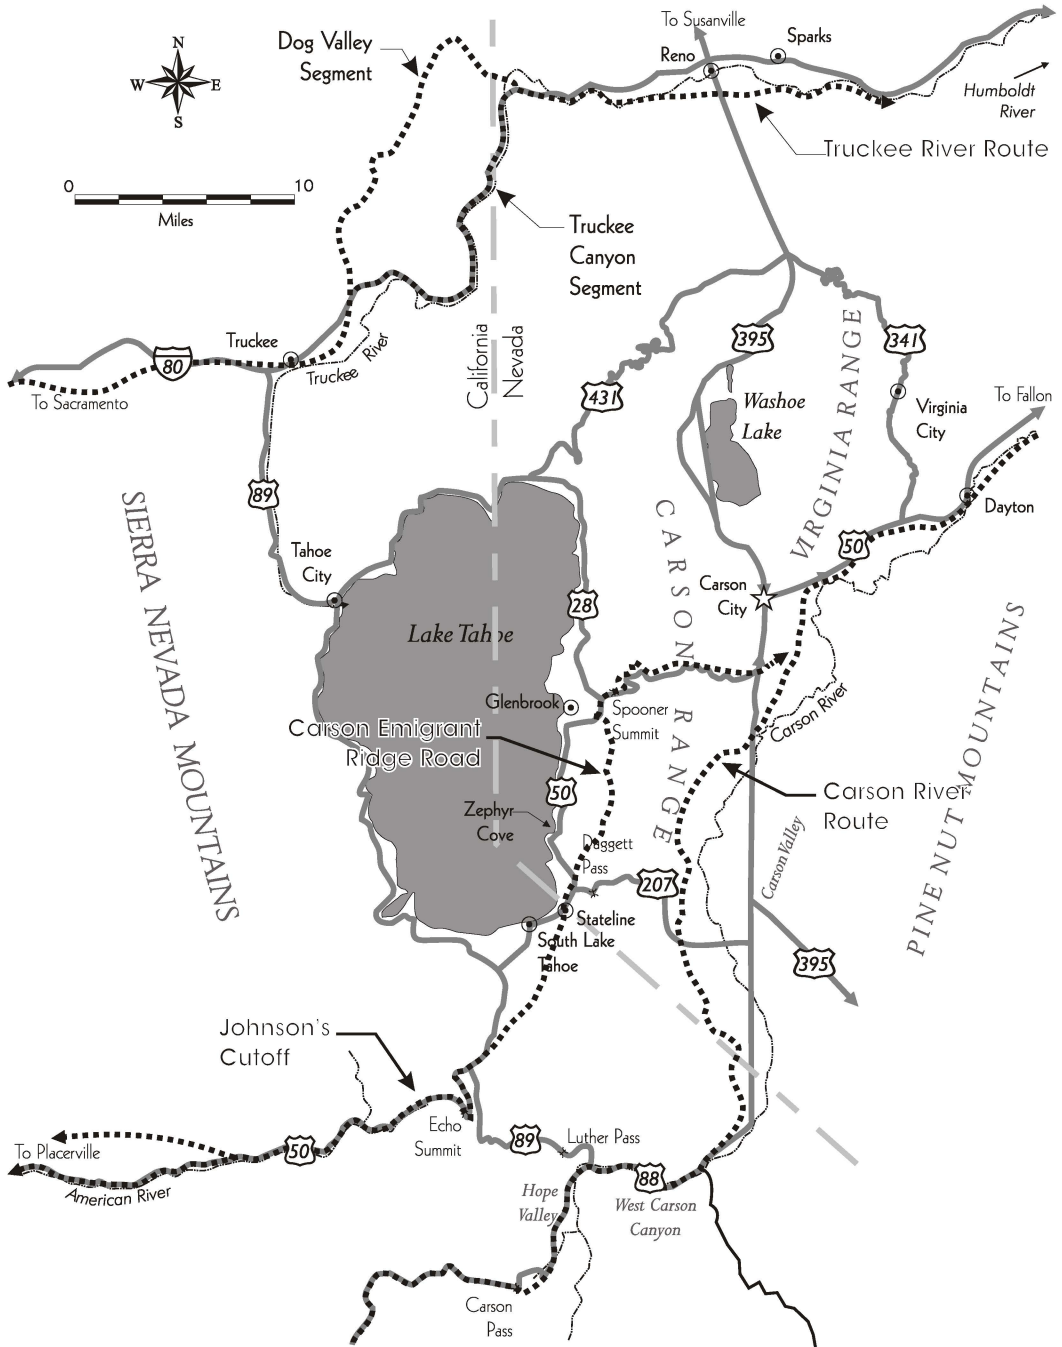 To Susanville
Sparks
Reno
Dog Valley
Segment
N
W
E
S
Humboldt
River
Truckee River Route
0
10
Miles
Truckee
Canyon
Segment
California
Nevada
395
341
Truckee
River
80
Truckee
To Sacramento
431
Washoe
Lake
Virginia
City
To Fallon
VIRGINIA RANGE
89
SIERRA NEVADA MOUNTAINS
CARSON RANGE
Dayton
50
Tahoe
City
Carson
City
28
Lake Tahoe
PINE NUT MOUNTAINS
Glenbrook
Spooner
Summit
Carson River
Carson Emigrant
Ridge Road
50
Carson River
Route
Zephyr
Cove
Carson Valley
Daggett
Pass
207
Stateline
South Lake
Tahoe
395
Johnson's
Cutoff
Echo
Summit
89
Luther Pass
To Placerville
50
American River
88
Hope
Valley
West Carson
Canyon
Carson
Pass